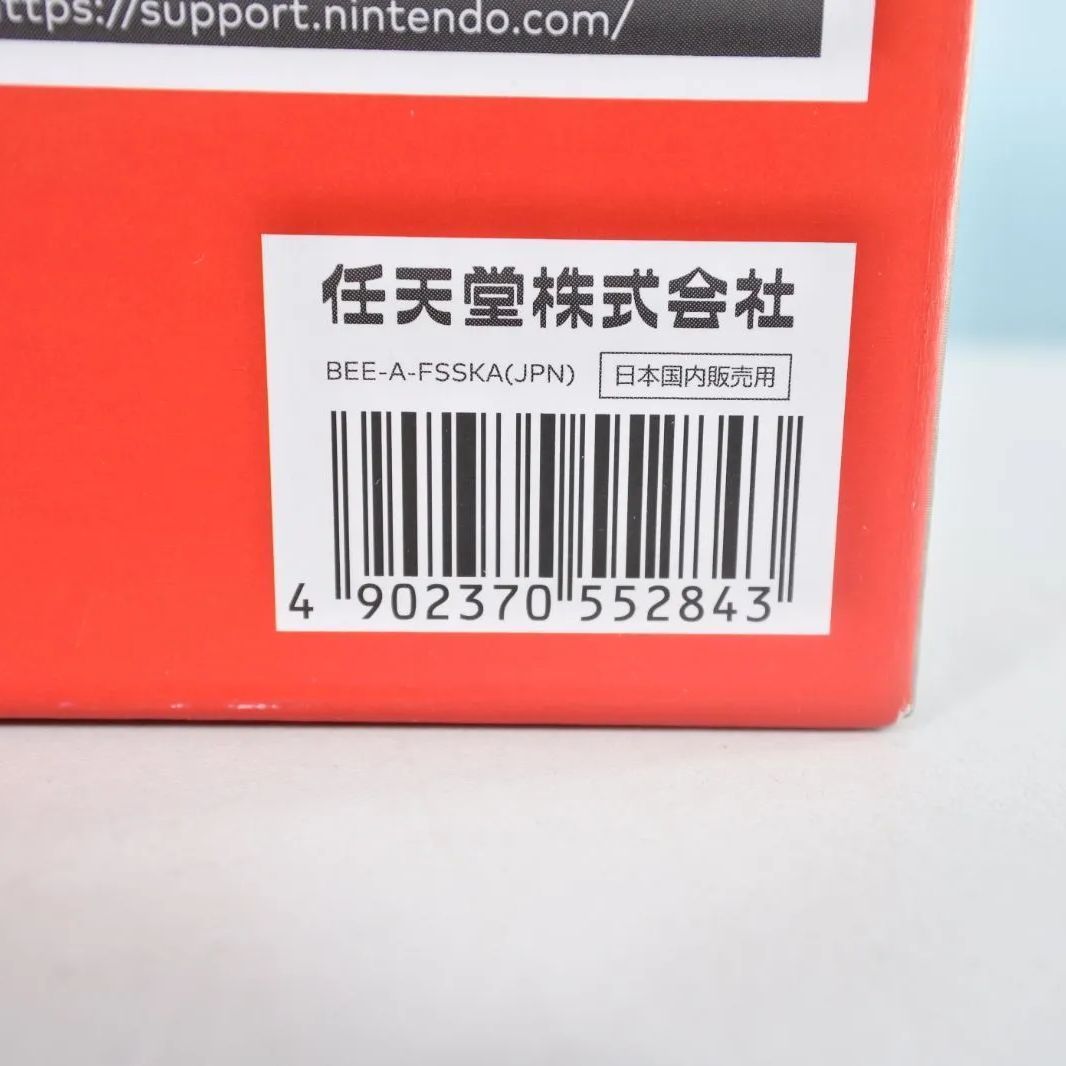 ttps://support.nintendo.com/
任天堂株式会社
BEE-A-FSSKA(JPN) 日本国内販売用
4 902370 552843